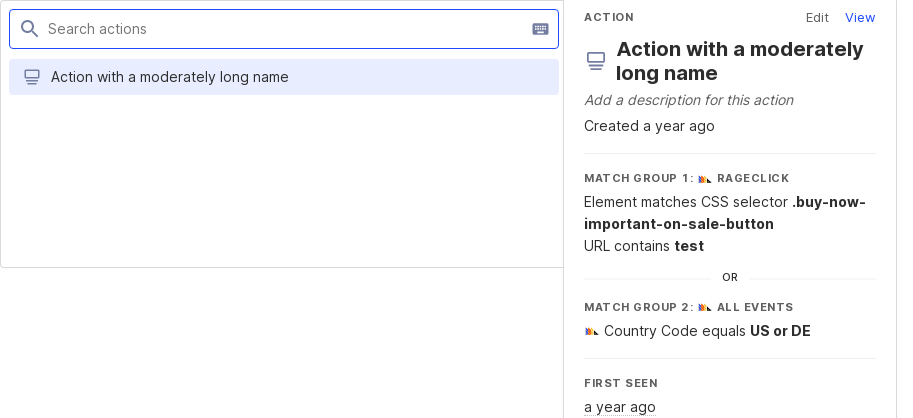 Search actions
Action with a moderately long name
ACTION
Edit View
Action with a moderately
long name
Add a description for this action
Created a year ago
MATCH GROUP 1: RAGECLICK
Element matches CSS selector .buy-now-
important-on-sale-button
URL contains test
OR
MATCH GROUP 2: ALL EVENTS
Country Code equals US or DE
FIRST SEEN
a year ago